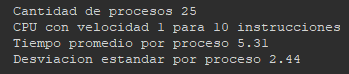 Cantidad de procesos 25
CPU con velocidad 1 para 10 instrucciones
Tiempo promedio por proceso 5.31
Desviacion estandar por proceso 2.44